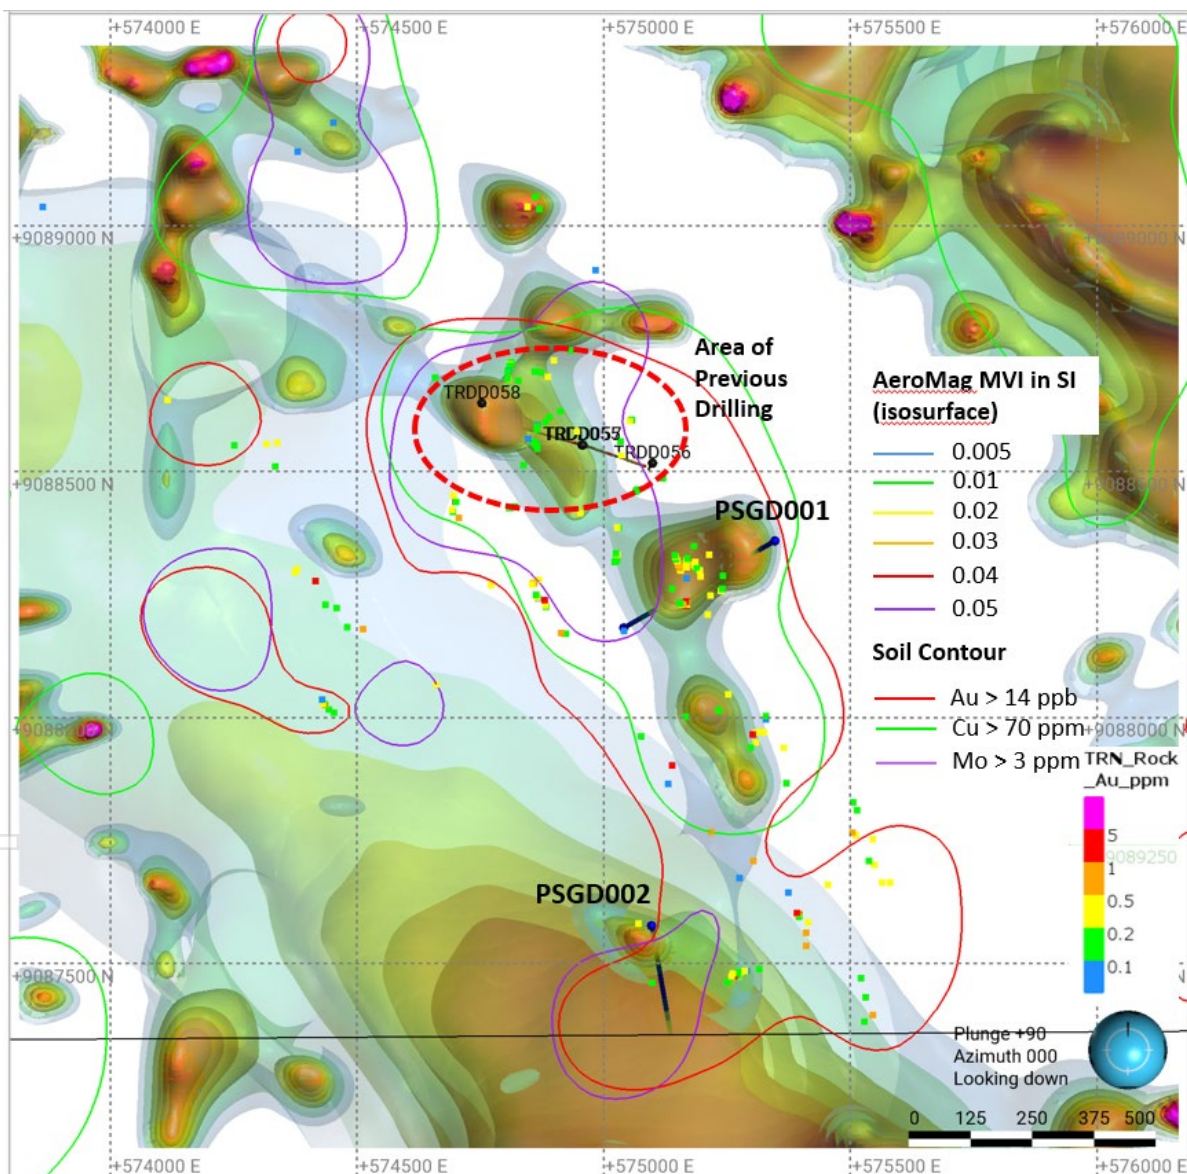 +574000 E
+574500 E
+575000 E
+575500 E
+576000 E
+9089000 N
+9089000 N
Area of
Previous
Drilling
TRDD058
TRDD056
AeroMag MVI in SI
(isosurface)
0.005
0.01
0.02
0.03
0.04
0.05
+9088500 N
+9088500 N
PSGD001
Soil Contour
Au > 14 ppb
Cu > 70 ppm
Mo > 3 ppm
+9088000 N
TRN_Rock
_Au_ppm
5
1
0.5
0.2
0.1
9089250
PSGD002
+9087500 N
Plunge +90
Azimuth 000
Looking down
0 125 250 375 500
+574000 E
+574500 E
+575000 E
+575500 E
+576000 E